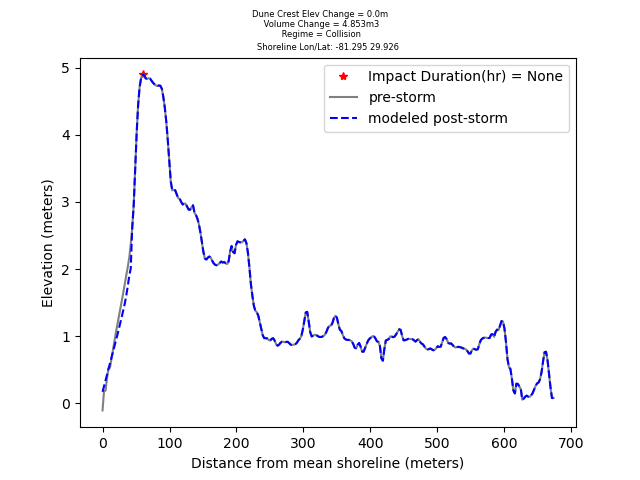 Dune Crest Elev Change = 0.0m
Volume Change = 4.853m3
Regime = Collision
Shoreline Lon/Lat: -81.295 29.926
Impact Duration(hr) = None
pre-storm
modeled post-storm
Elevation (meters)
5
4
3
2
1
0
0 100 200 300 400 500 600 700
Distance from mean shoreline (meters)